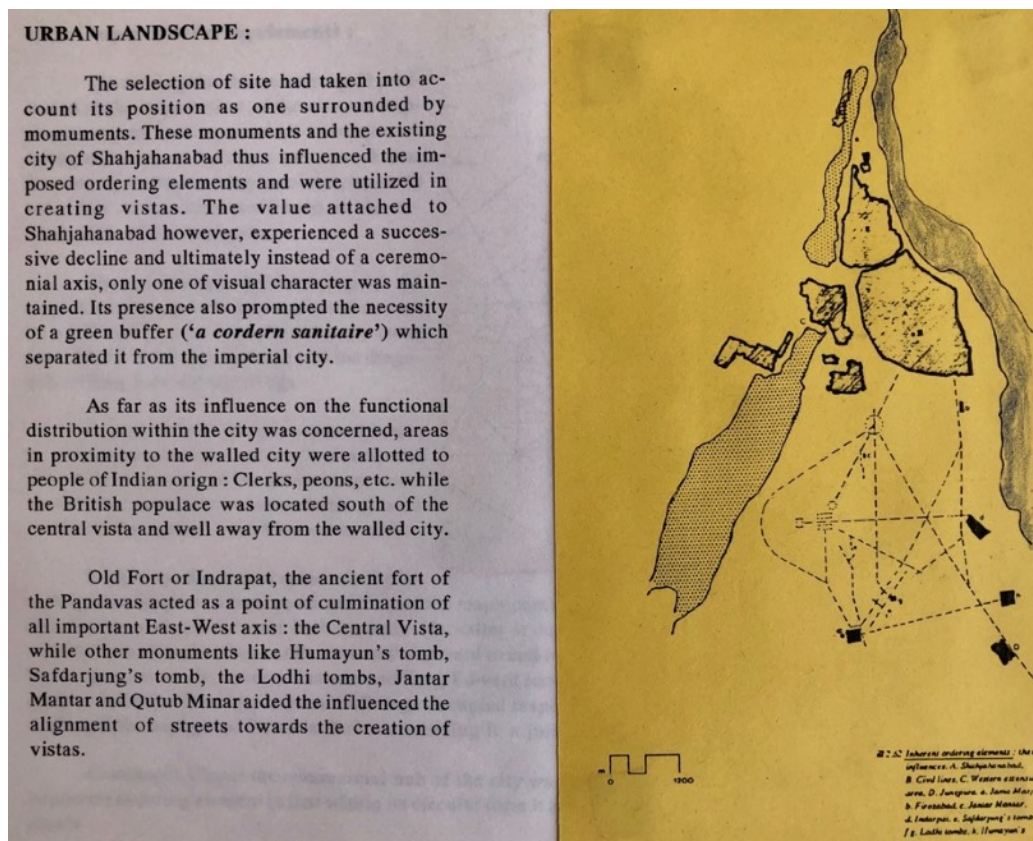 URBAN LANDSCAPE :
The selection of site had taken into ac-
count its position as one surrounded by
momuments. These monuments and the existing
city of Shahjahanabad thus influenced the im-
posed ordering elements and were utilized in
creating vistas. The value attached to
Shahjahanabad however, experienced a succes-
sive decline and ultimately instead of a ceremo-
nial axis, only one of visual character was main-
tained. Its presence also prompted the necessity
of a green buffer (‘a cordern sanitaire’) which
separated it from the imperial city.
As far as its influence on the functional
distribution within the city was concerned, areas
in proximity to the walled city were allotted to
people of Indian orign : Clerks, peons, etc. while
the British populace was located south of the
central vista and well away from the walled city.
Old Fort or Indrapat, the ancient fort of
the Pandavas acted as a point of culmination of
all important East-West axis : the Central Vista,
while other monuments like Humayun's tomb,
Safdarjung's tomb, the Lodhi tombs, Jantar
Mantar and Qutub Minar aided the influenced the
alignment of streets towards the creation of
vistas.
m 0 1200
Inherent ordering elements : the
influences, A. Shahjahanabad,
B. Civil lines, C. Western
area, D. a.
b. Firozabad, c. Jantar Mantar,
d. e. Safdarjung's tomb
f g. Lodhi tombs, h. Humayun's